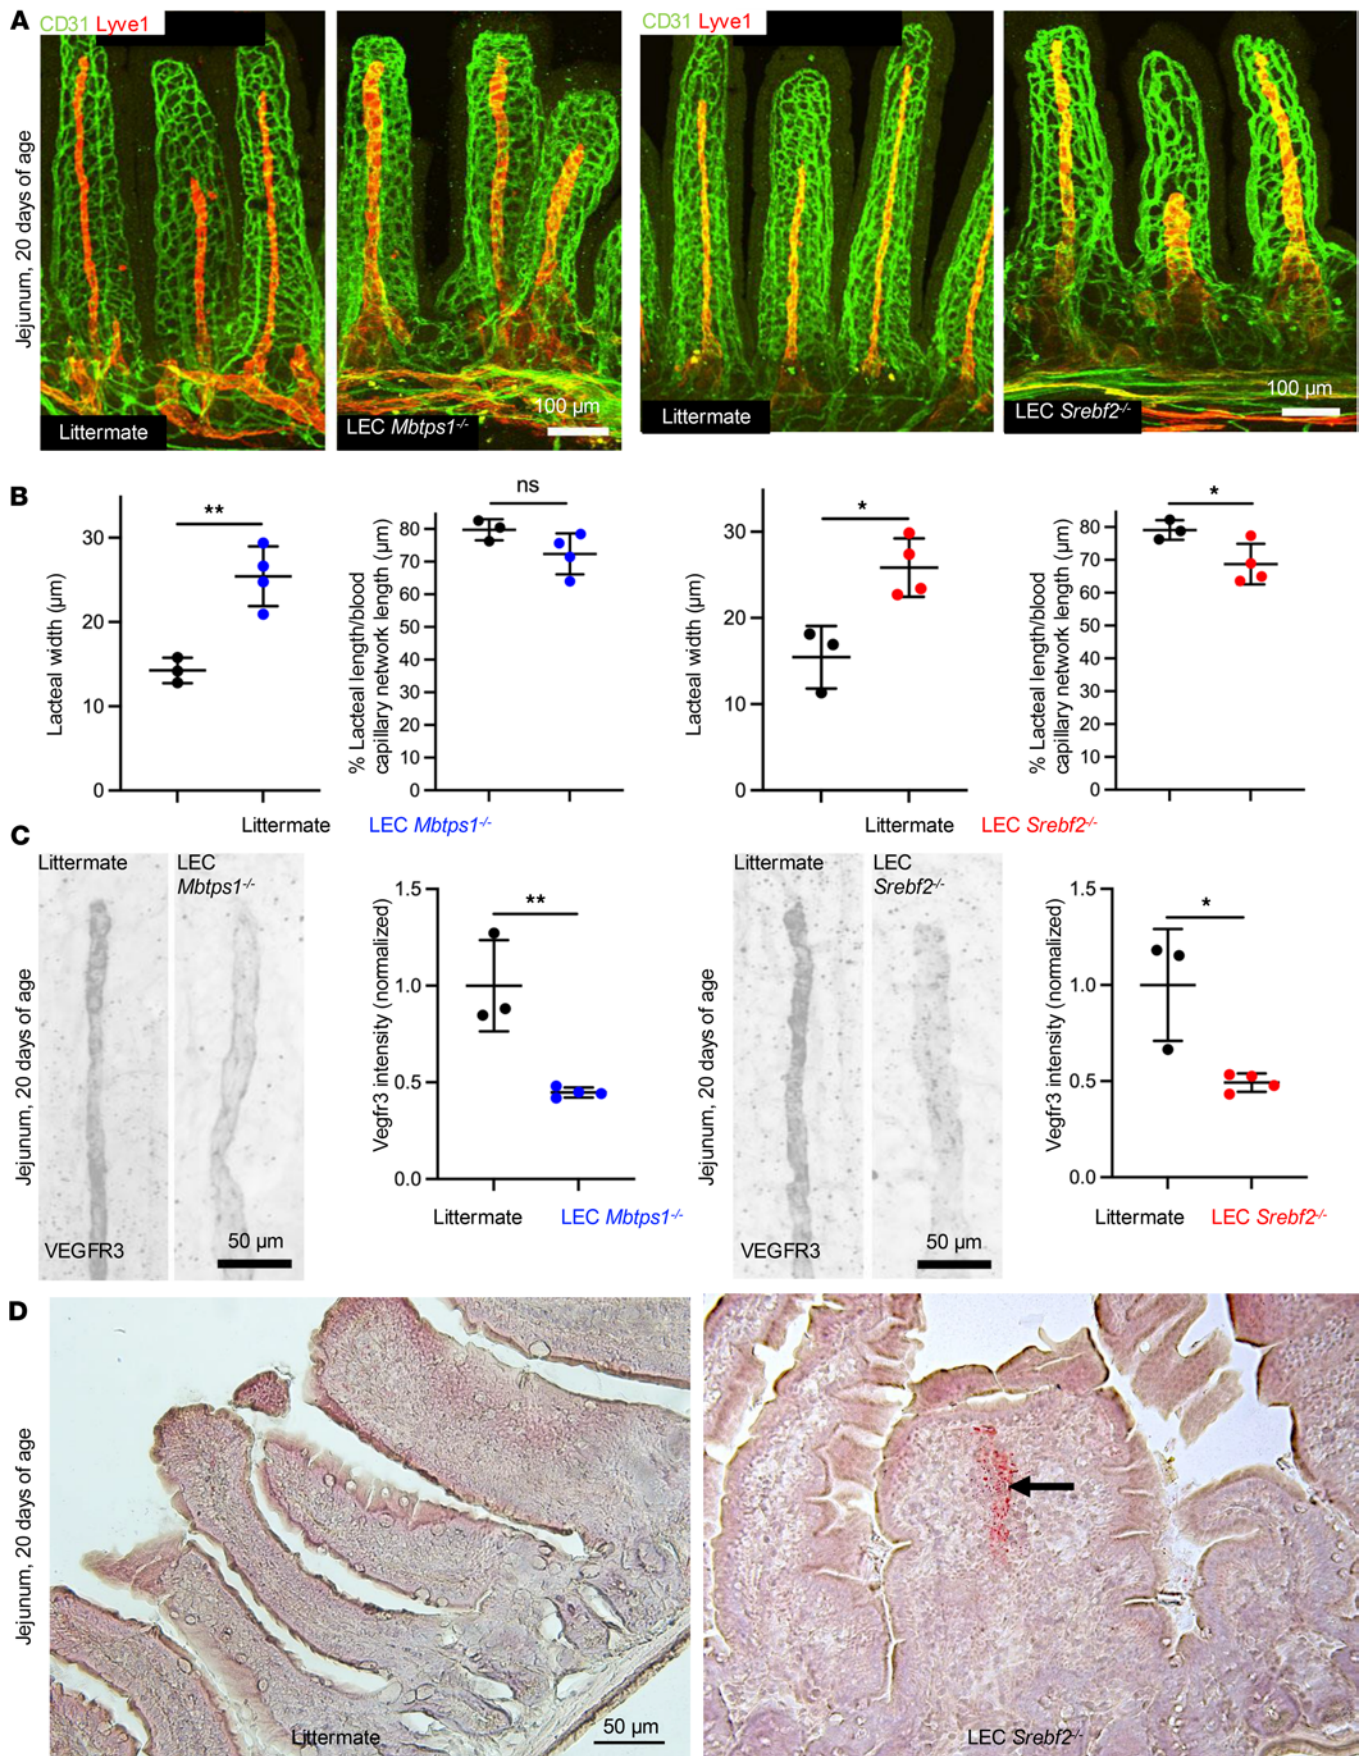 A
CD31 Lyve1
CD31 Lyve1
Jejunum, 20 days of age
Littermate
LEC Mbtps1-/-
100 µm
Littermate
LEC Srebf2-/-
100 µm
B
Lacteal width (µm)
30
20
10
0
**
% Lacteal length/blood
capillary network length (µm)
80
70
60
50
40
30
20
10
0
ns
Lacteal width (µm)
30
20
10
0
*
% Lacteal length/blood
capillary network length (µm)
80
70
60
50
40
30
20
10
0
*
Littermate LEC Mbtps1-/-
Littermate LEC Srebf2-/-
C
Jejunum, 20 days of age
Littermate
LEC
Mbtps1-/-
VEGFR3
50 µm
Vegfr3 intensity (normalized)
1.5
1.0
0.5
0.0
**
Littermate LEC Mbtps1-/-
Jejunum, 20 days of age
Littermate
LEC
Srebf2-/-
VEGFR3
50 µm
Vegfr3 intensity (normalized)
1.5
1.0
0.5
0.0
*
Littermate LEC Srebf2-/-
D
Jejunum, 20 days of age
Littermate
50 µm
LEC Srebf2-/-